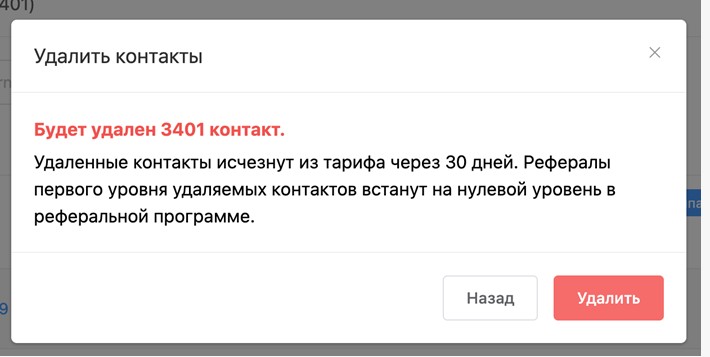 401)
Удалить контакты
Будет удален 3401 контакт.
Удаленные контакты исчезнут из тарифа через 30 дней. Рефералы
первого уровня удаляемых контактов встанут на нулевой уровень в
реферальной программе.
Назад
Удалить